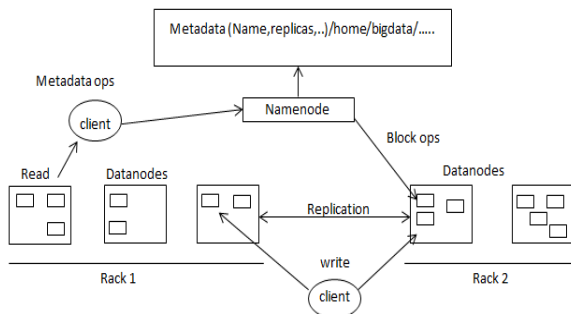 Metadata (Name,replicas,..)/home/bigdata/.....
Metadata ops
client
Namenode
Block ops
Read
Datanodes
Datanodes
Replication
write
Rack 1
client
Rack 2